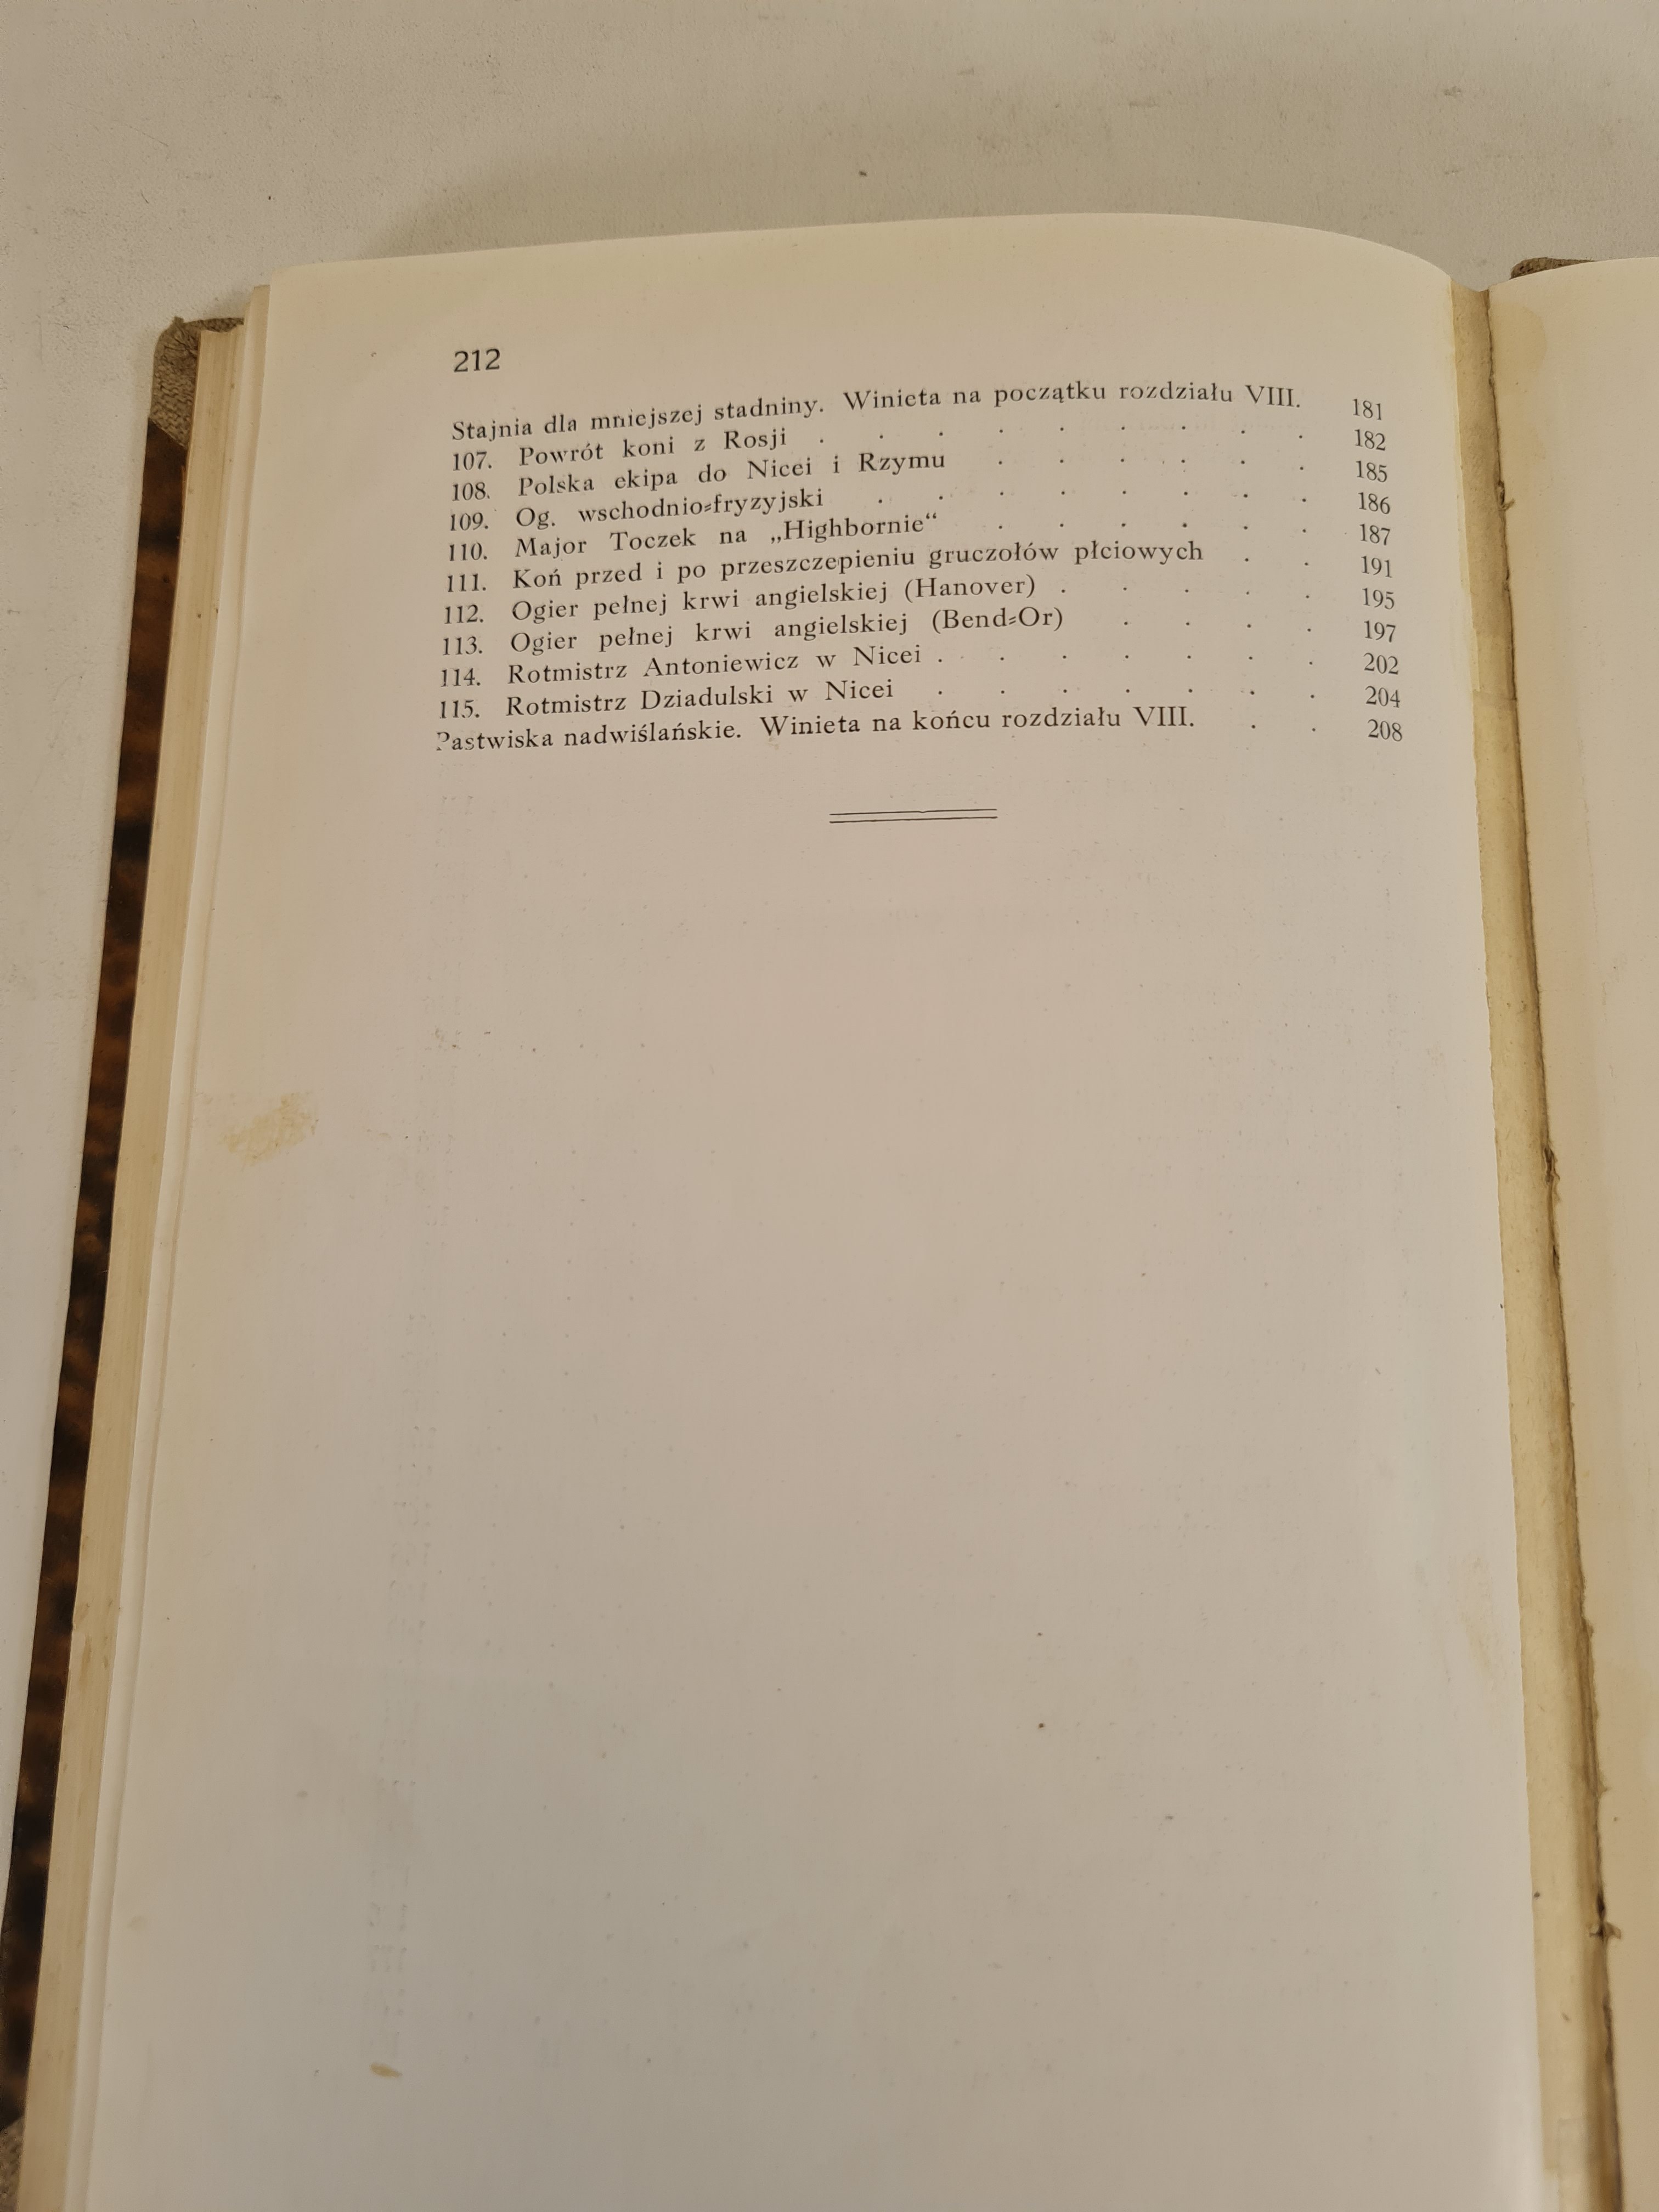 212
Stajnia dla mniejszej stadniny. Winieta na początku rozdziału VIII. 181
107. Powrót koni z Rosji . . . . . . . . . 182
108. Polska ekipa do Nicei i Rzymu . . . . . . 185
109. Og. wschodnio-fryzyjski . . . . . . . . 186
110. Major Toczek na „Highbornie“ . . . . . . 187
111. Koń przed i po przeszczepieniu gruczołów płciowych . . 191
112. Ogier pełnej krwi angielskiej (Hanover) . . . . . 195
113. Ogier pełnej krwi angielskiej (Bend-Or) . . . . 197
114. Rotmistrz Antoniewicz w Nicei . . . . . . . 202
115. Rotmistrz Dziadulski w Nicei . . . . . . . 204
Pastwiska nadwiślańskie. Winieta na końcu rozdziału VIII. . . 208